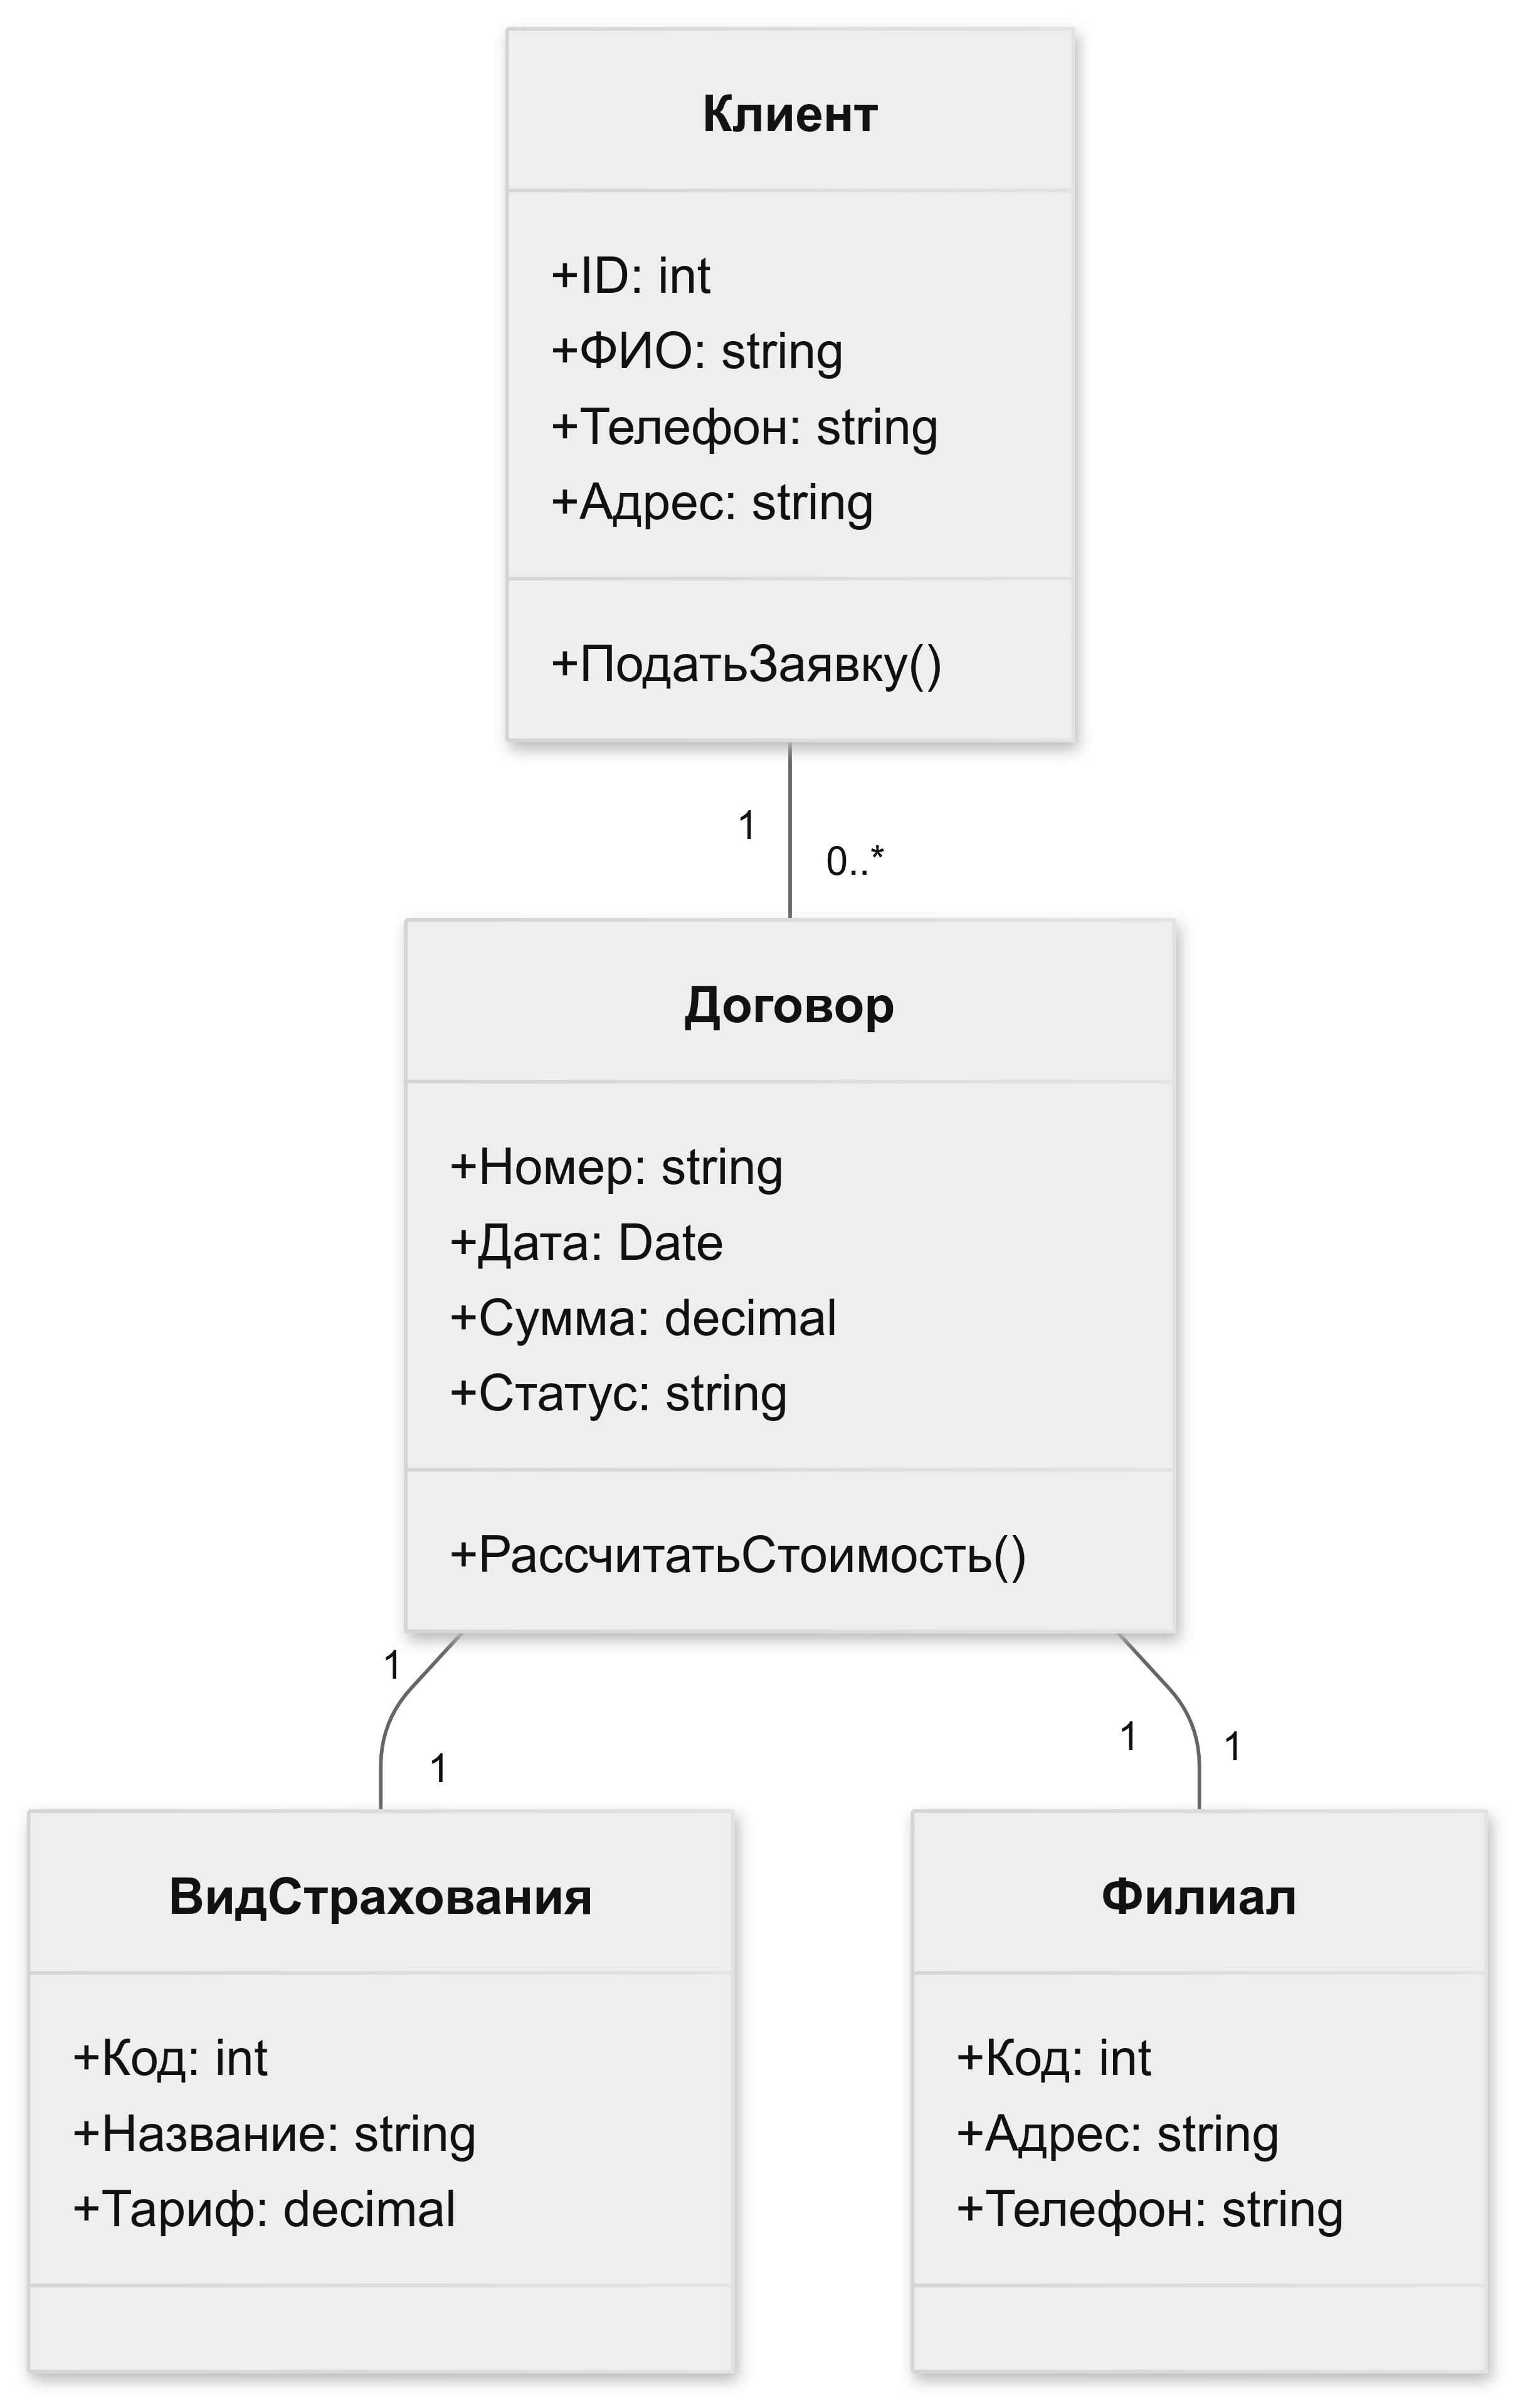 Клиент
+ID: int
+ФИО: string
+Телефон: string
+Адрес: string
+ПодатьЗаявку()
1
0..*
Договор
+Номер: string
+Дата: Date
+Сумма: decimal
+Статус: string
+РассчитатьСтоимость()
1
1
1
1
ВидСтрахования
+Код: int
+Название: string
+Тариф: decimal
Филиал
+Код: int
+Адрес: string
+Телефон: string